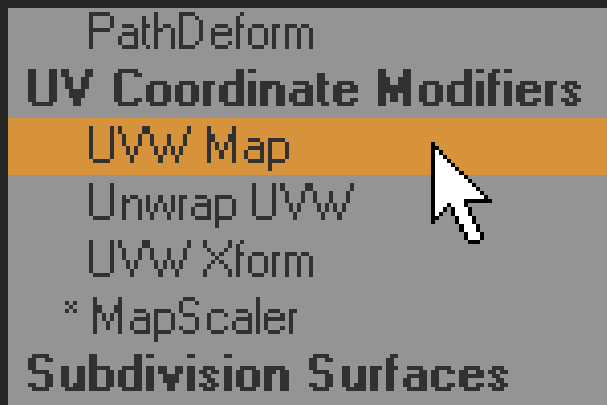 PathDeform
UV Coordinate Modifiers
UVW Map
Unwrap UVW
UVW Xform
* MapScaler
Subdivision Surfaces